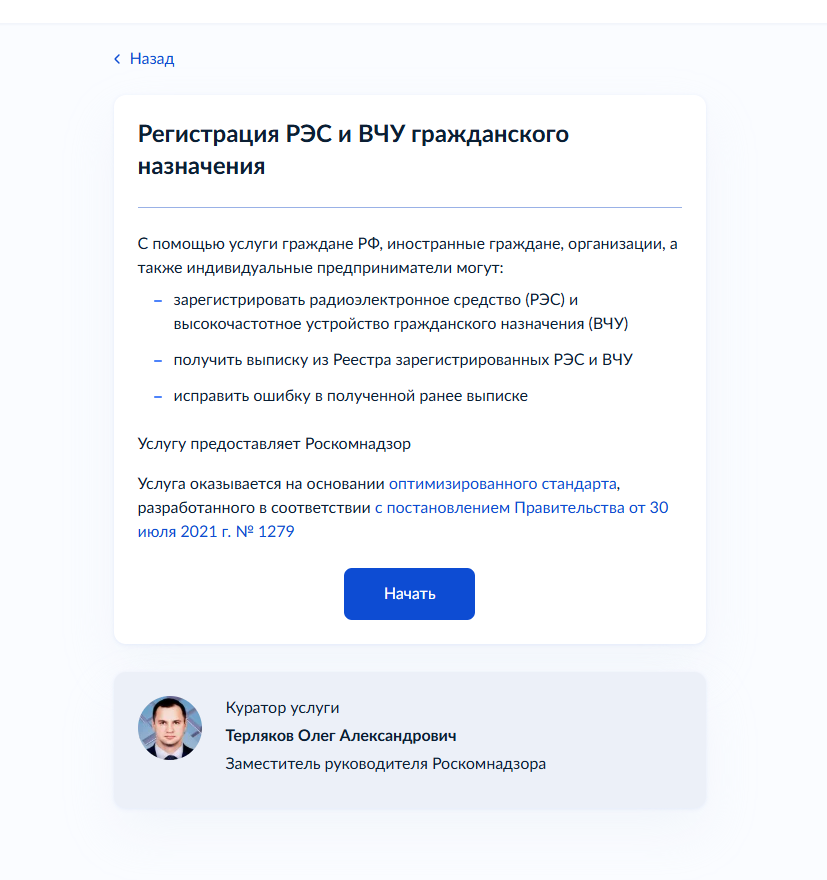 Назад
Регистрация РЭС и ВЧУ гражданского
назначения
С помощью услуги граждане РФ, иностранные граждане, организации, а
также индивидуальные предприниматели могут:
– зарегистрировать радиоэлектронное средство (РЭС) и
высокочастотное устройство гражданского назначения (ВЧУ)
– получить выписку из Реестра зарегистрированных РЭС и ВЧУ
– исправить ошибку в полученной ранее выписке
Услугу предоставляет Роскомнадзор
Услуга оказывается на основании оптимизированного стандарта,
разработанного в соответствии с постановлением Правительства от 30
июля 2021 г. № 1279
Начать
Куратор услуги
Терляков Олег Александрович
Заместитель руководителя Роскомнадзора